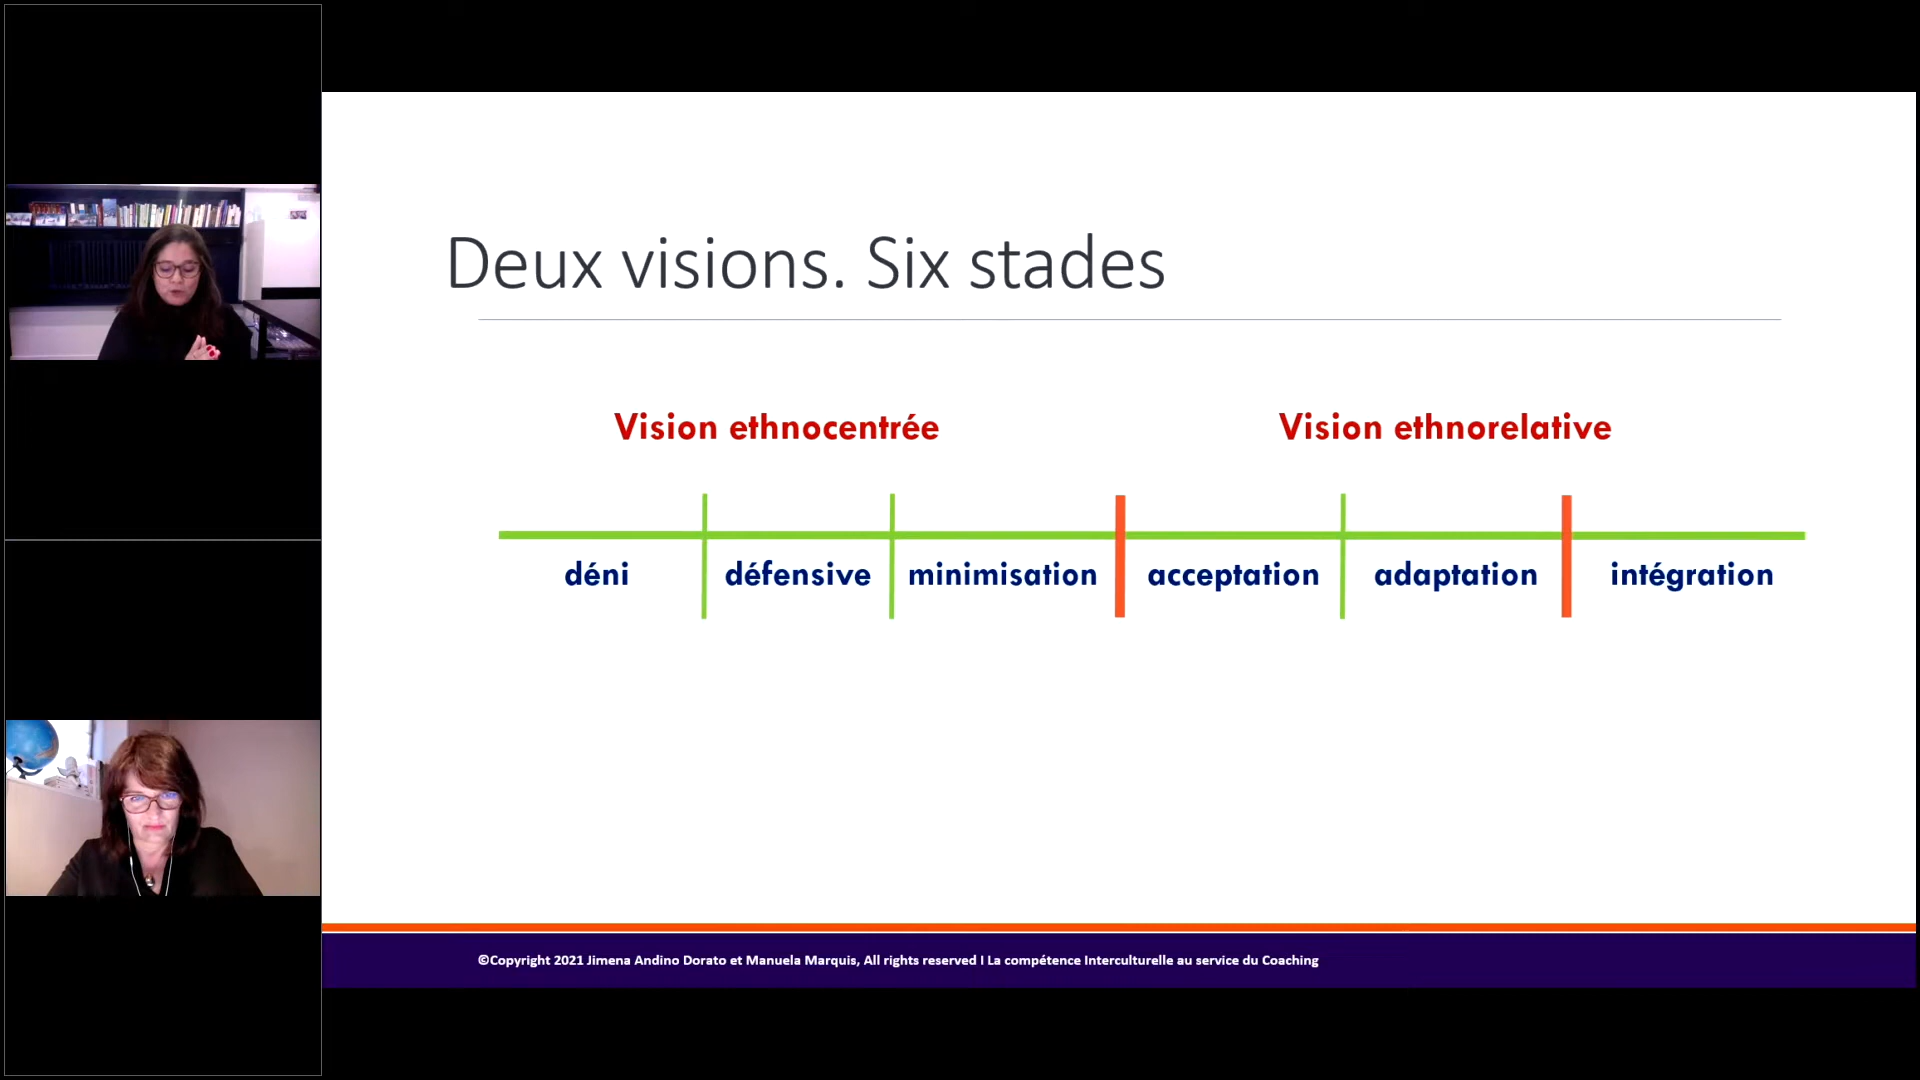 Deux visions. Six stades
Vision ethnocentrée
Vision ethnorelative
déni
défensive
minimisation
acceptation
adaptation
intégration
©Copyright 2021 Jimena Andino Dorato et Manuela Marquis, All rights reserved I La compétence Interculturelle au service du Coaching